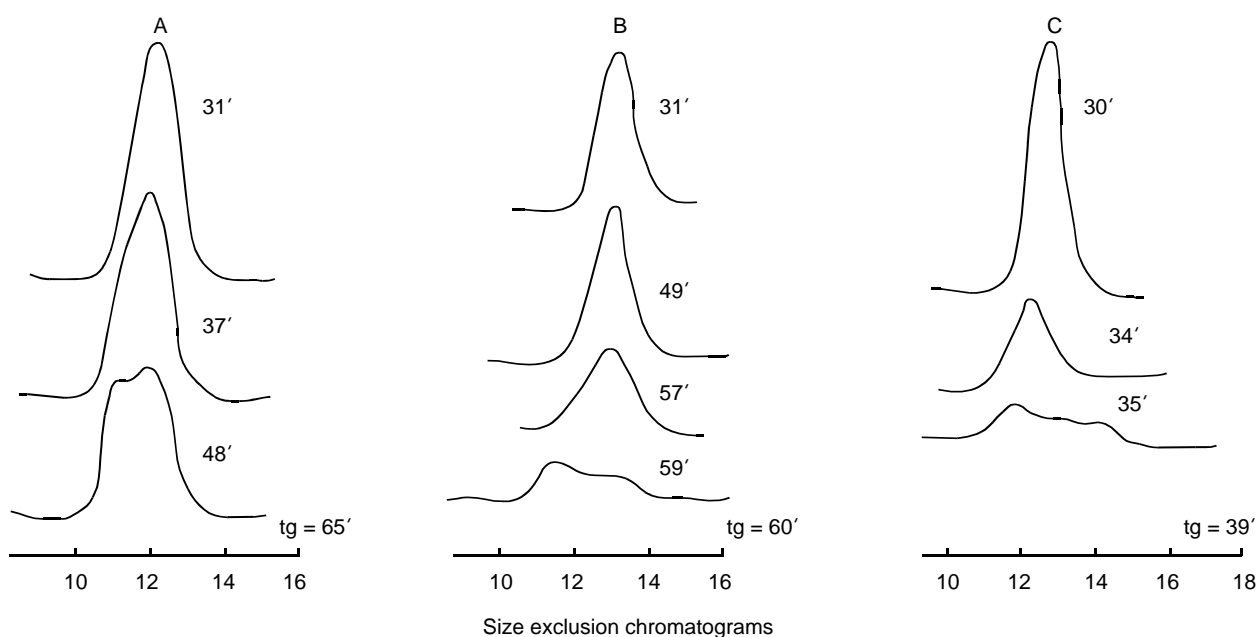 A
31′
37′
48′
tg = 65′
10 12 14 16
B
31′
49′
57′
59′
tg = 60′
10 12 14 16
C
30′
34′
35′
tg = 39′
10 12 14 16 18
Size exclusion chromatograms